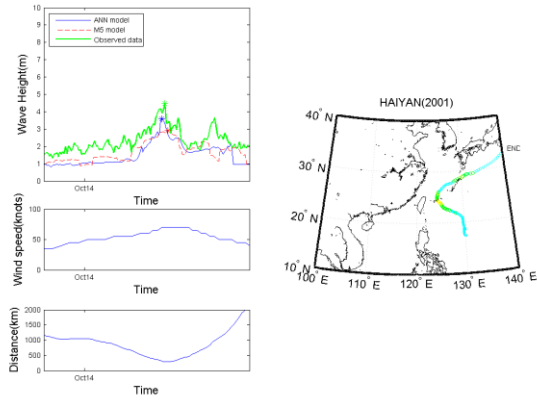 ANN model
M5 model
Observed data
Wave Height(m)
10
9
8
7
6
5
4
3
2
1
0
Oct14
Time
Wind speed(knots)
100
50
0
Oct14
Time
Distance(km)
2000
1500
1000
500
0
Oct14
Time
HAIYAN(2001)
40° N
30° N
20° N
10° N
100° E
110° E
120° E
130° E
140° E